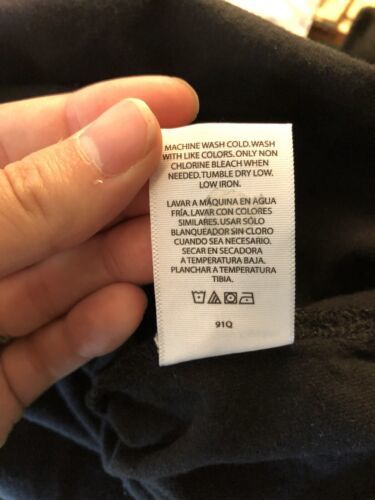 MACHINE WASH COLD. WASH
WITH LIKE COLORS. ONLY NON
CHLORINE BLEACH WHEN
NEEDED. TUMBLE DRY LOW.
LOW IRON.
LAVAR A MÁQUINA EN AGUA
FRÍA. LAVAR CON COLORES
SIMILARES. USAR SÓLO
BLANQUEADOR SIN CLORO
CUANDO SEA NECESARIO.
SECAR EN SECADORA
A TEMPERATURA BAJA.
PLANCHAR A TEMPERATURA
TIBIA.
91Q